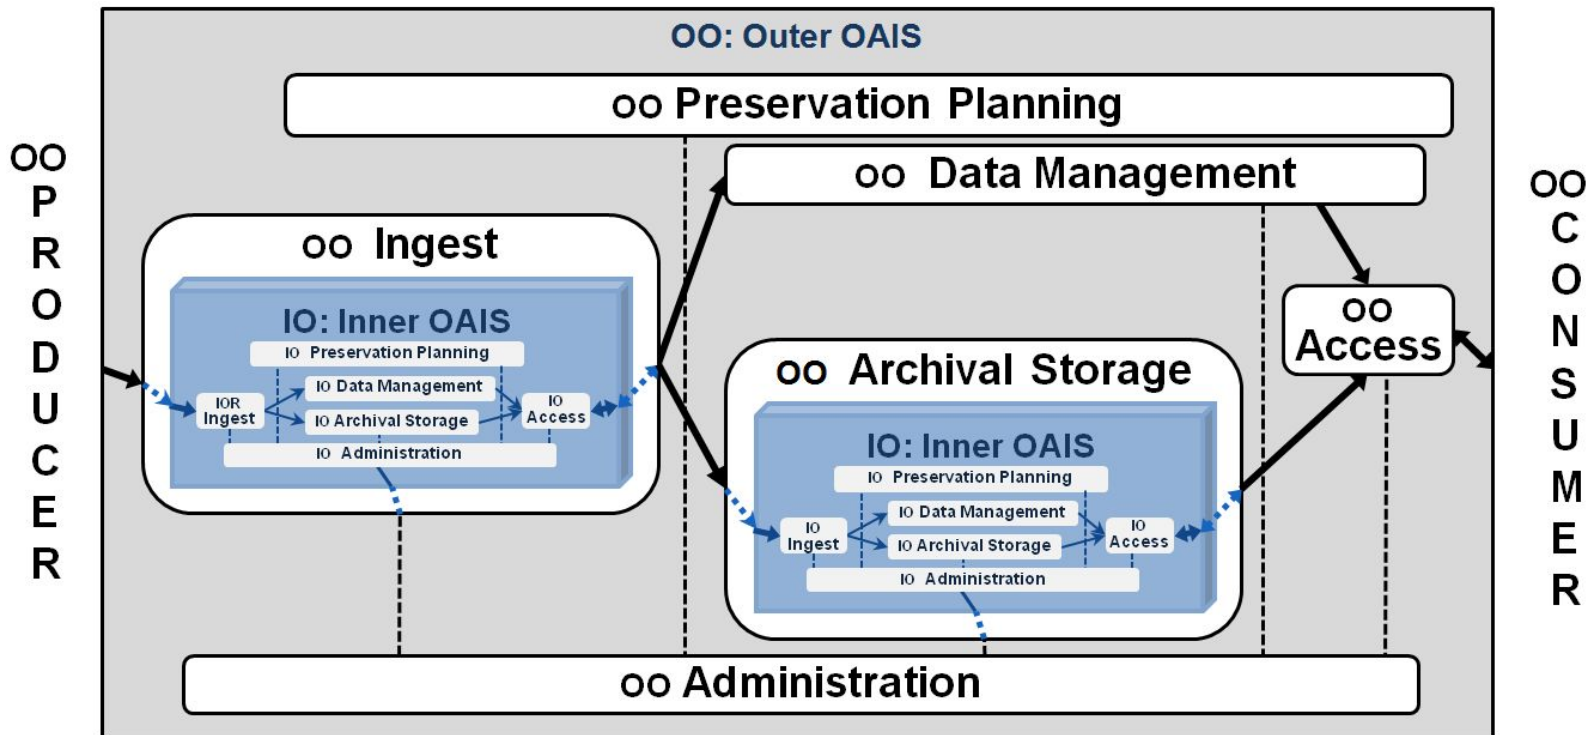 OO: Outer OAIS
OO Preservation Planning
OO Data Management
OO
P
R
O
D
U
C
E
R
OO Ingest
IO: Inner OAIS
IO Preservation Planning
IO Data Management
IOR
Ingest
IO Archival Storage
IO
Access
IO Administration
OO Archival Storage
IO: Inner OAIS
IO Preservation Planning
IO Data Management
IO
Ingest
IO Archival Storage
IO
Access
IO Administration
OO
Access
OO Administration
OO
C
O
N
S
U
M
E
R